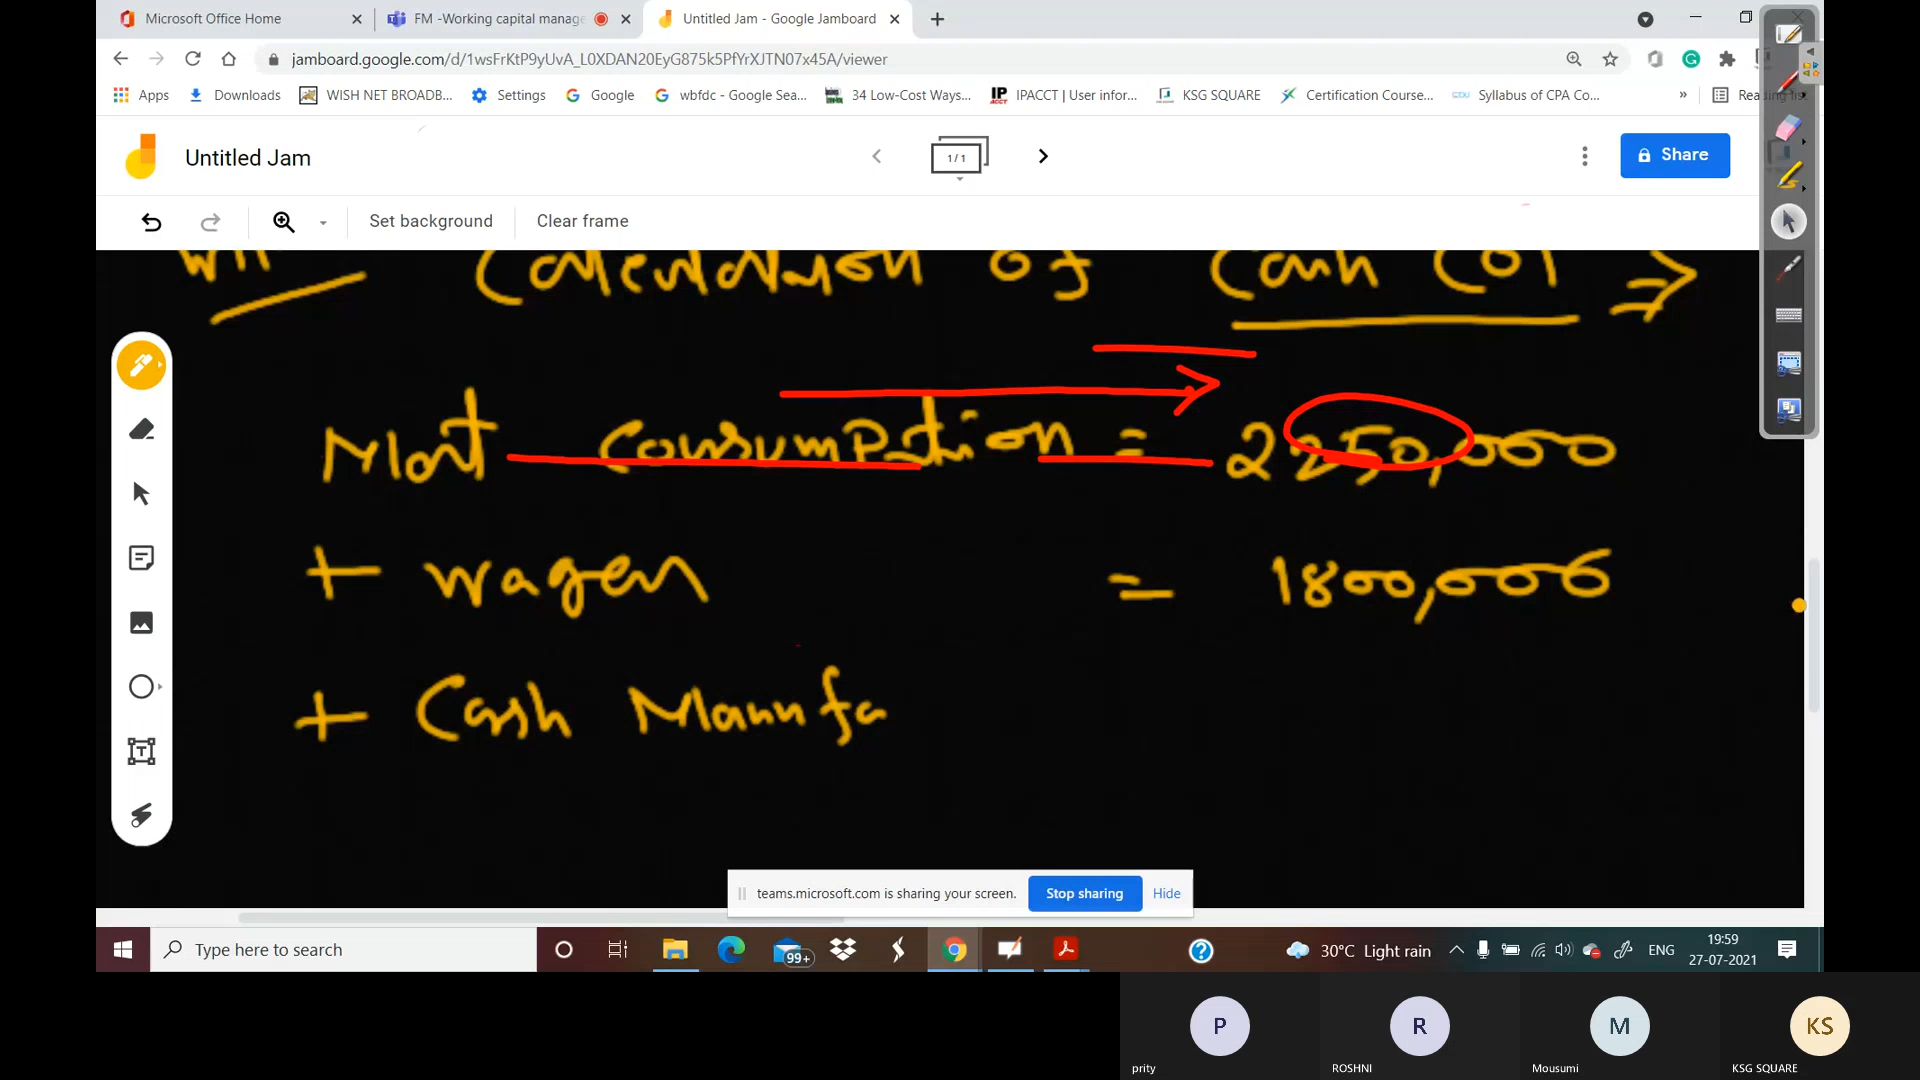 Microsoft Office Home
FM -Working capital manage
Untitled Jam - Google Jamboard
jamboard.google.com/d/1wsFrKtP9yUvA_L0XDAN20EyG875k5PfYrXJTN07x45A/viewer
Apps Downloads WISH NET BROADB... Settings Google wbfdc - Google Sea... 34 Low-Cost Ways... IPACCT | User infor... KSG SQUARE Certification Course... Syllabus of CPA Co... »
Untitled Jam
1 / 1
Share
Set background Clear frame
Calculation of Cash Cost ⇒
Mat Consumption = 2250,000
+ wages = 1800,000
+ Cash Manufa
teams.microsoft.com is sharing your screen. Stop sharing Hide
Type here to search
99+
30°C Light rain
ENG
19:59
27-07-2021
P R M KS
prity ROSHNI Mousumi KSG SQUARE